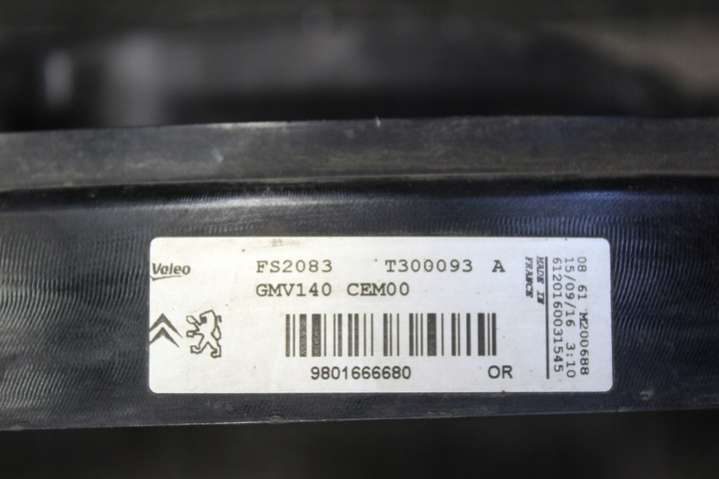 Valeo
FS2083 T300093 A
GMV140 CEM00
9801666680 OR
MADE IN
FRANCE
08 61 M200688
15/09/16 3:10
6120160031545